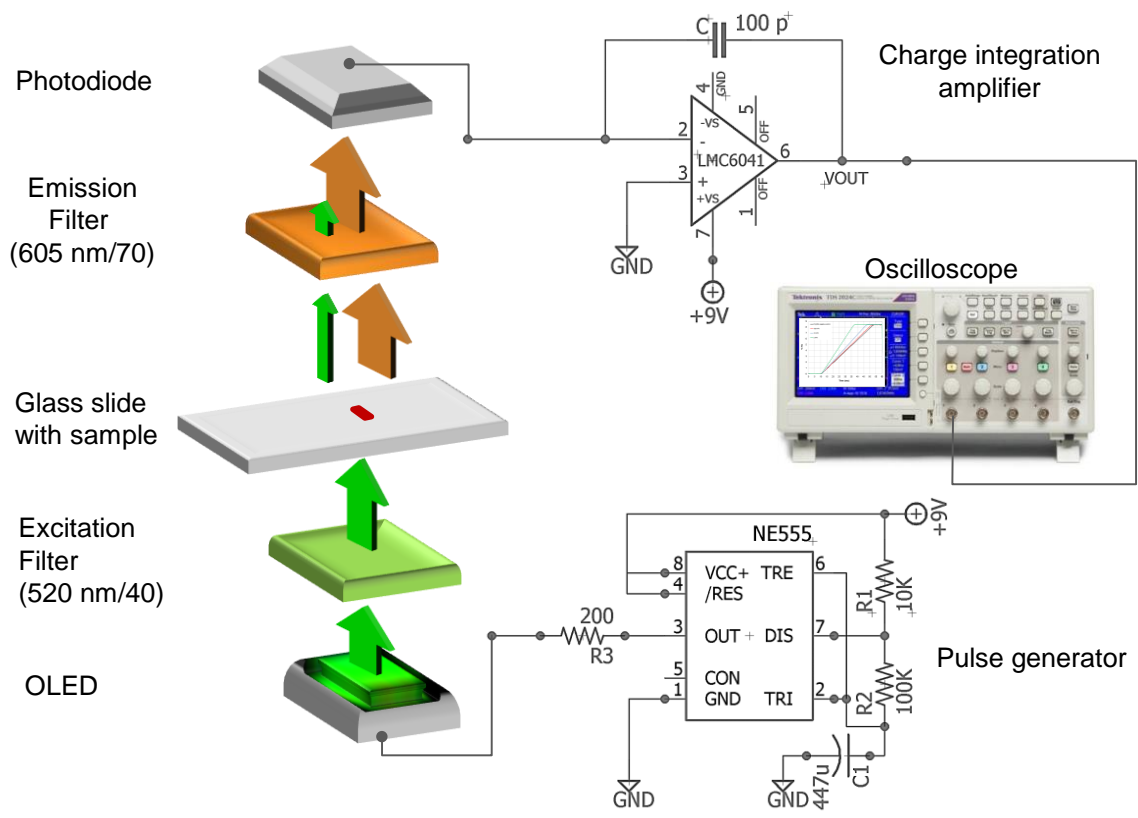 Photodiode
Emission
Filter
(605 nm/70)
Glass slide
with sample
Excitation
Filter
(520 nm/40)
OLED
C
100 p
Charge integration
amplifier
4
GND
-VS
5
OFF
2
-
LMC6041
6
3
+
+VS
OFF
1
7
VOUT
GND
+9V
Oscilloscope
Tektronix
NE555
+9V
8
VCC+
TRE
6
4
/RES
R1
10K
200
R3
3
OUT
DIS
7
5
CON
1
GND
TRI
2
R2
100K
Pulse generator
447u
C1
GND
GND